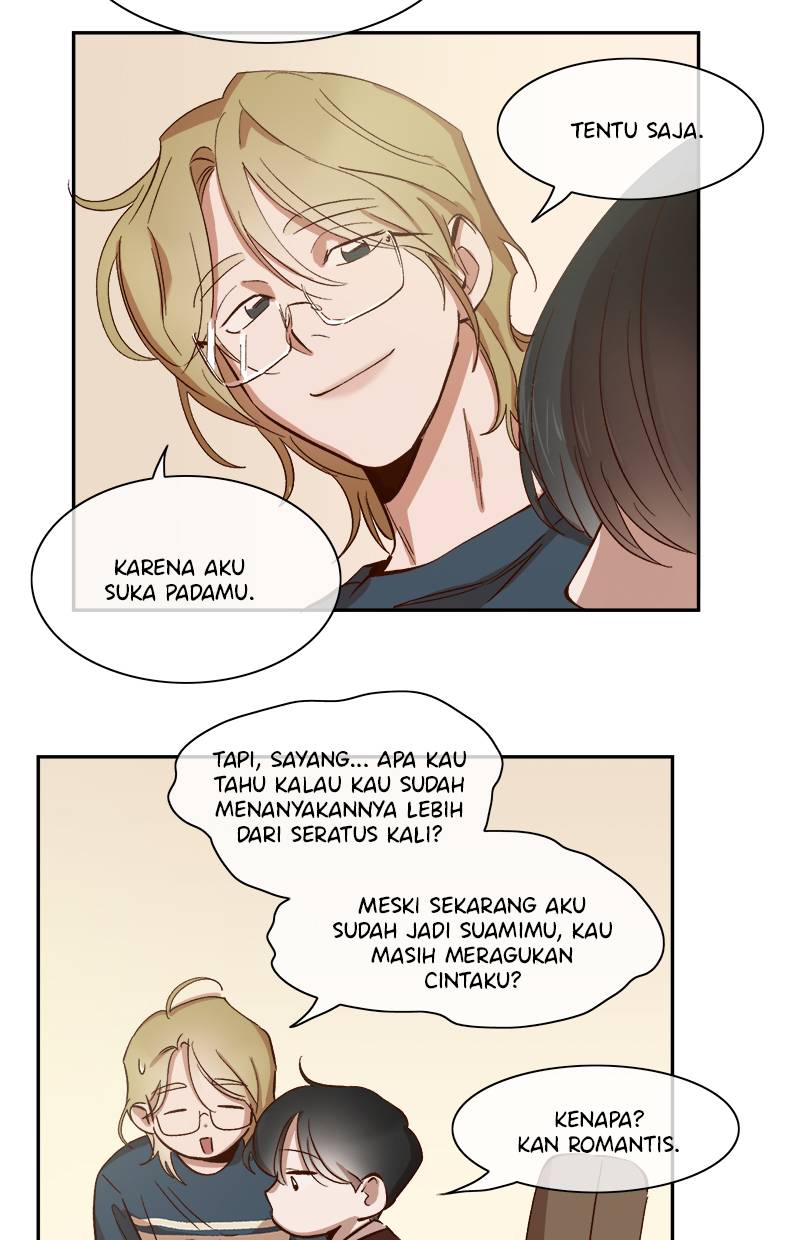 TENTU SAJA.
KARENA AKU
SUKA PADAMU.
TAPI, SAYANG... APA KAU
TAHU KALAU KAU SUDAH
MENANYAKANNYA LEBIH
DARI SERATUS KALI?
MESKI SEKARANG AKU
SUDAH JADI SUAMIMU, KAU
MASIH MERAGUKAN
CINTAKU?
KENAPA?
KAN ROMANTIS.